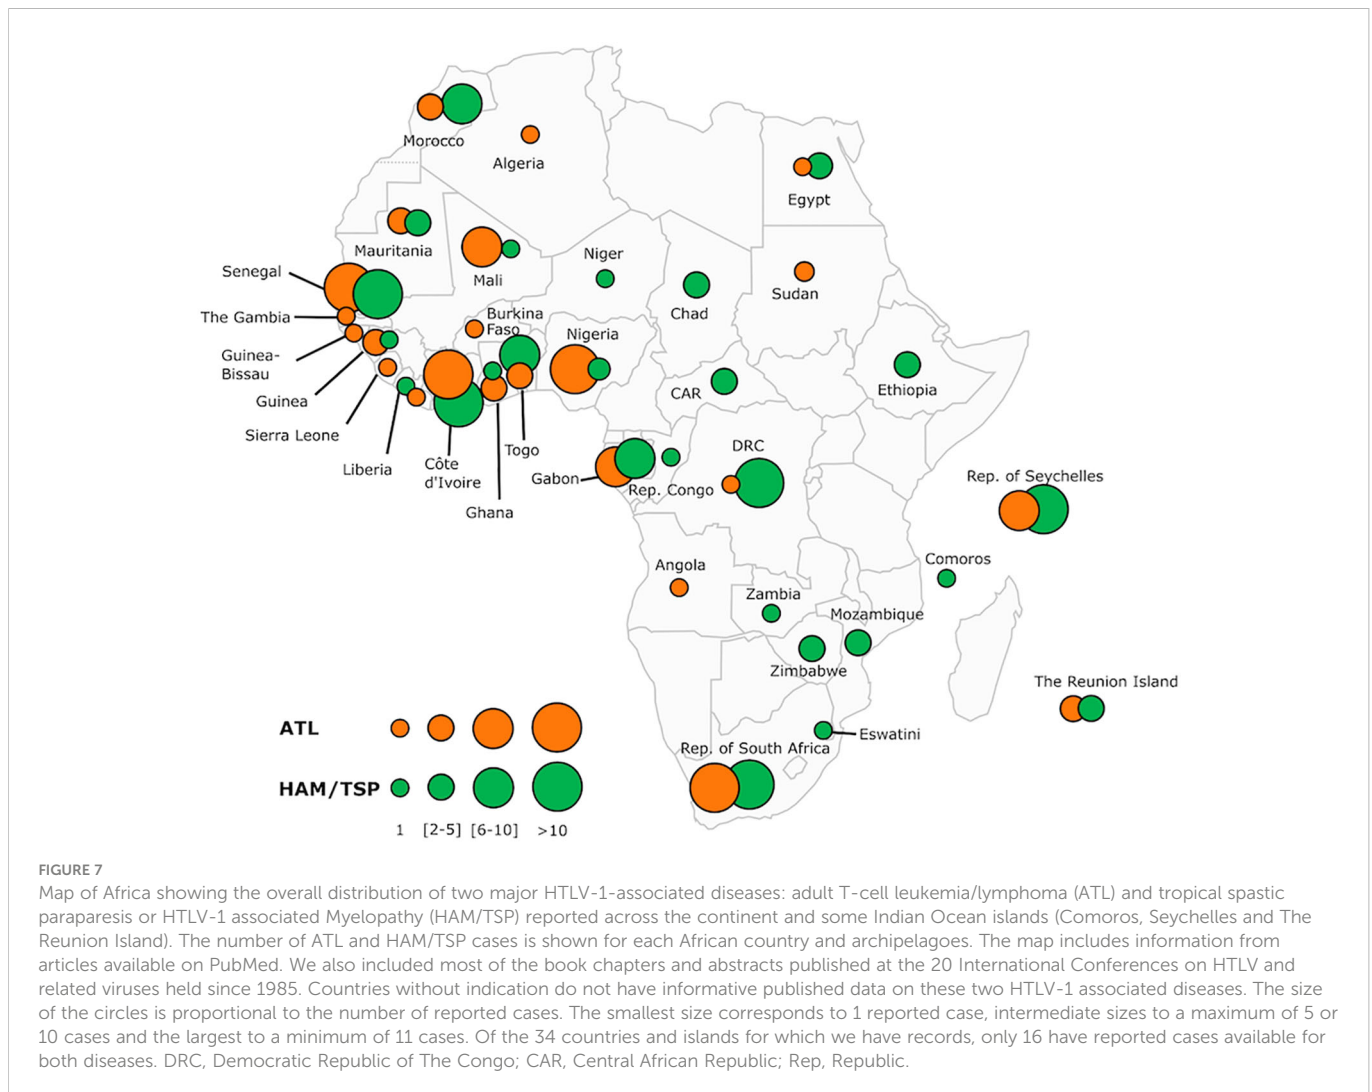 Morocco
Algeria
Egypt
Mauritania
Mali
Niger
Chad
Sudan
Senegal
The Gambia
Burkina
Faso
Nigeria
Guinea-
Bissau
Guinea
CAR
Ethiopia
Sierra Leone
Liberia
Côte
d'Ivoire
Togo
Ghana
Gabon
Rep. Congo
DRC
Rep. of Seychelles
Comoros
Angola
Zambia
Mozambique
Zimbabwe
The Reunion Island
Eswatini
Rep. of South Africa
ATL
HAM/TSP
1 [2-5] [6-10] >10
FIGURE 7
Map of Africa showing the overall distribution of two major HTLV-1-associated diseases: adult T-cell leukemia/lymphoma (ATL) and tropical spastic
paraparesis or HTLV-1 associated Myelopathy (HAM/TSP) reported across the continent and some Indian Ocean islands (Comoros, Seychelles and The
Reunion Island). The number of ATL and HAM/TSP cases is shown for each African country and archipelagoes. The map includes information from
articles available on PubMed. We also included most of the book chapters and abstracts published at the 20 International Conferences on HTLV and
related viruses held since 1985. Countries without indication do not have informative published data on these two HTLV-1 associated diseases. The size
of the circles is proportional to the number of reported cases. The smallest size corresponds to 1 reported case, intermediate sizes to a maximum of 5 or
10 cases and the largest to a minimum of 11 cases. Of the 34 countries and islands for which we have records, only 16 have reported cases available for
both diseases. DRC, Democratic Republic of The Congo; CAR, Central African Republic; Rep, Republic.